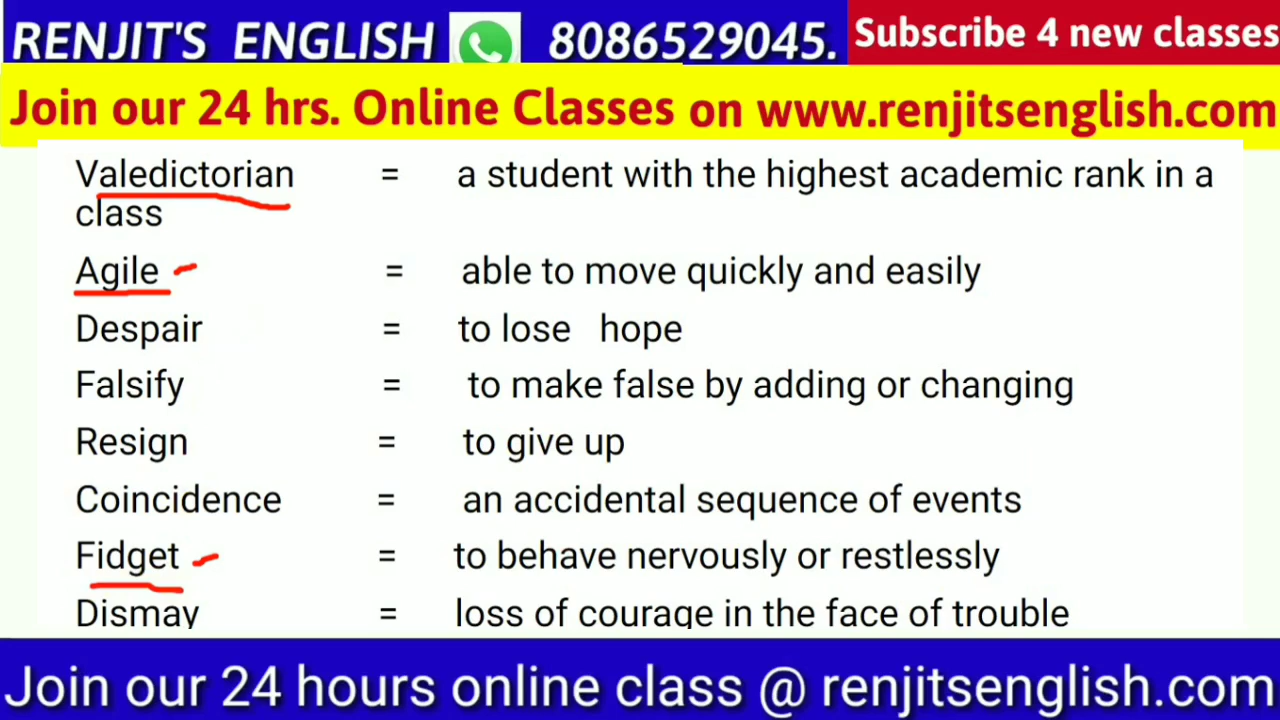 RENJIT'S ENGLISH 8086529045. Subscribe 4 new classes
Join our 24 hrs. Online Classes on www.renjitsenglish.com
Valedictorian = a student with the highest academic rank in a
class
Agile = able to move quickly and easily
Despair = to lose hope
Falsify = to make false by adding or changing
Resign = to give up
Coincidence = an accidental sequence of events
Fidget = to behave nervously or restlessly
Dismay = loss of courage in the face of trouble
Join our 24 hours online class @ renjitsenglish.com